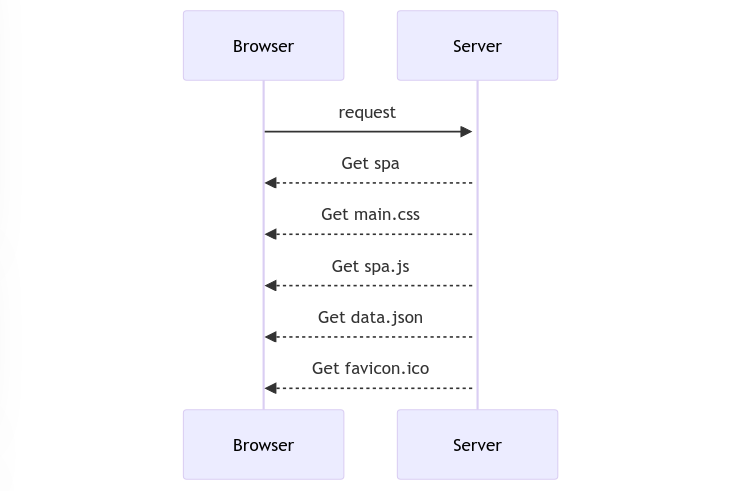 Browser
Server
request
Get spa
Get main.css
Get spa.js
Get data.json
Get favicon.ico
Browser
Server